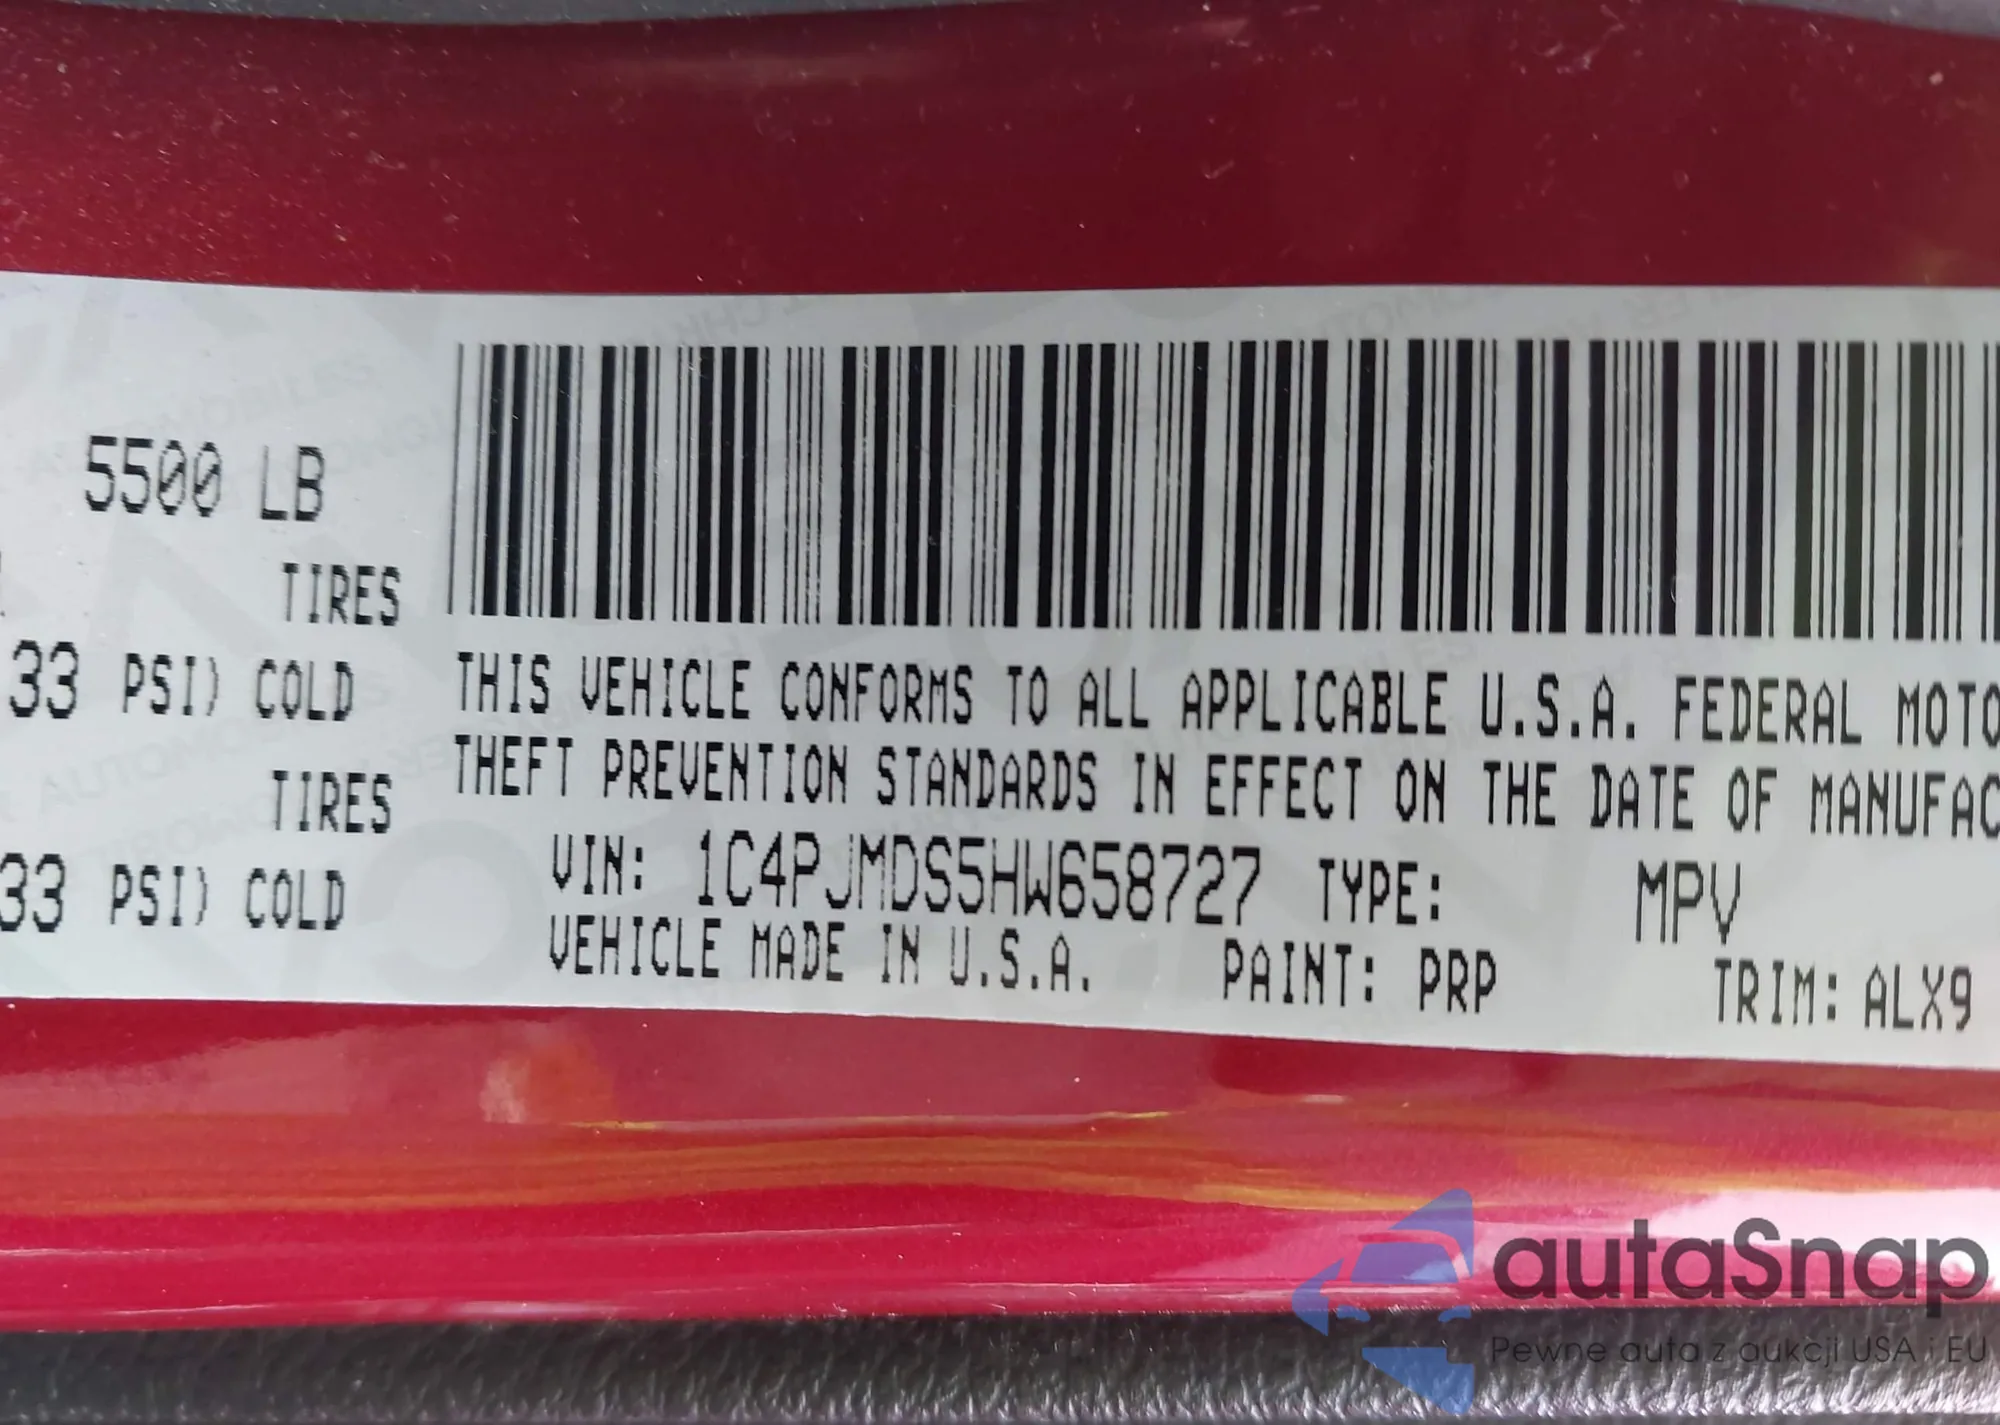 5500 LB
TIRES
33 PSI) COLD
TIRES
33 PSI) COLD
THIS VEHICLE CONFORMS TO ALL APPLICABLE U.S.A. FEDERAL MOTO
THEFT PREVENTION STANDARDS IN EFFECT ON THE DATE OF MANUFAC
VIN: 1C4PJMDS5HW658727 TYPE: MPV
VEHICLE MADE IN U.S.A. PAINT: PRP TRIM: ALX9
autaSnap
Pewne auta z aukcji USA i EU